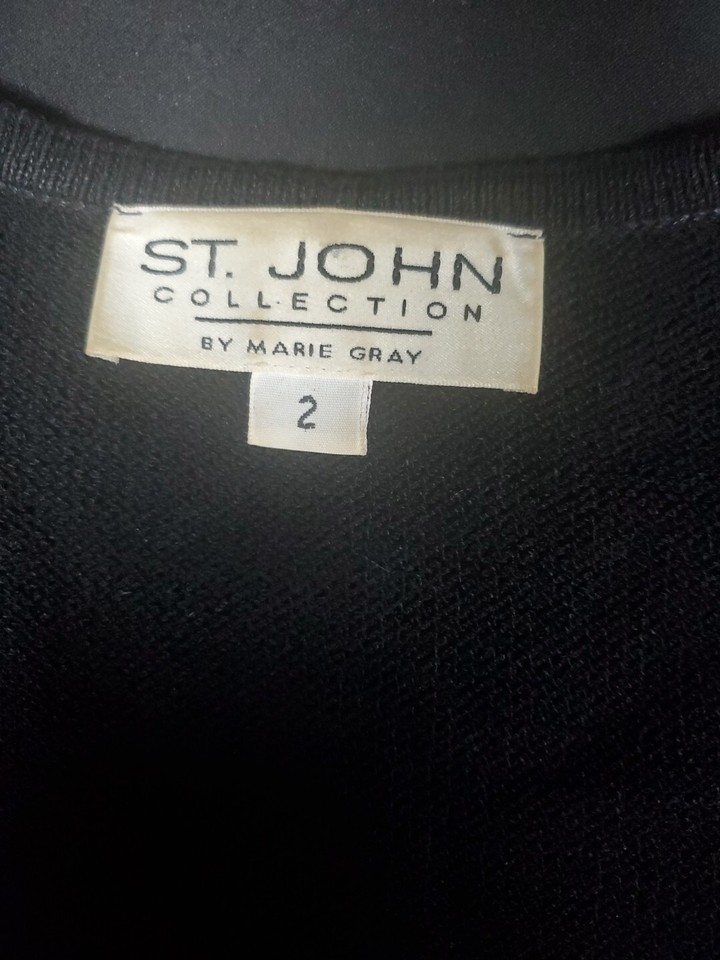 ST. JOHN
COLLECTION
BY MARIE GRAY
2